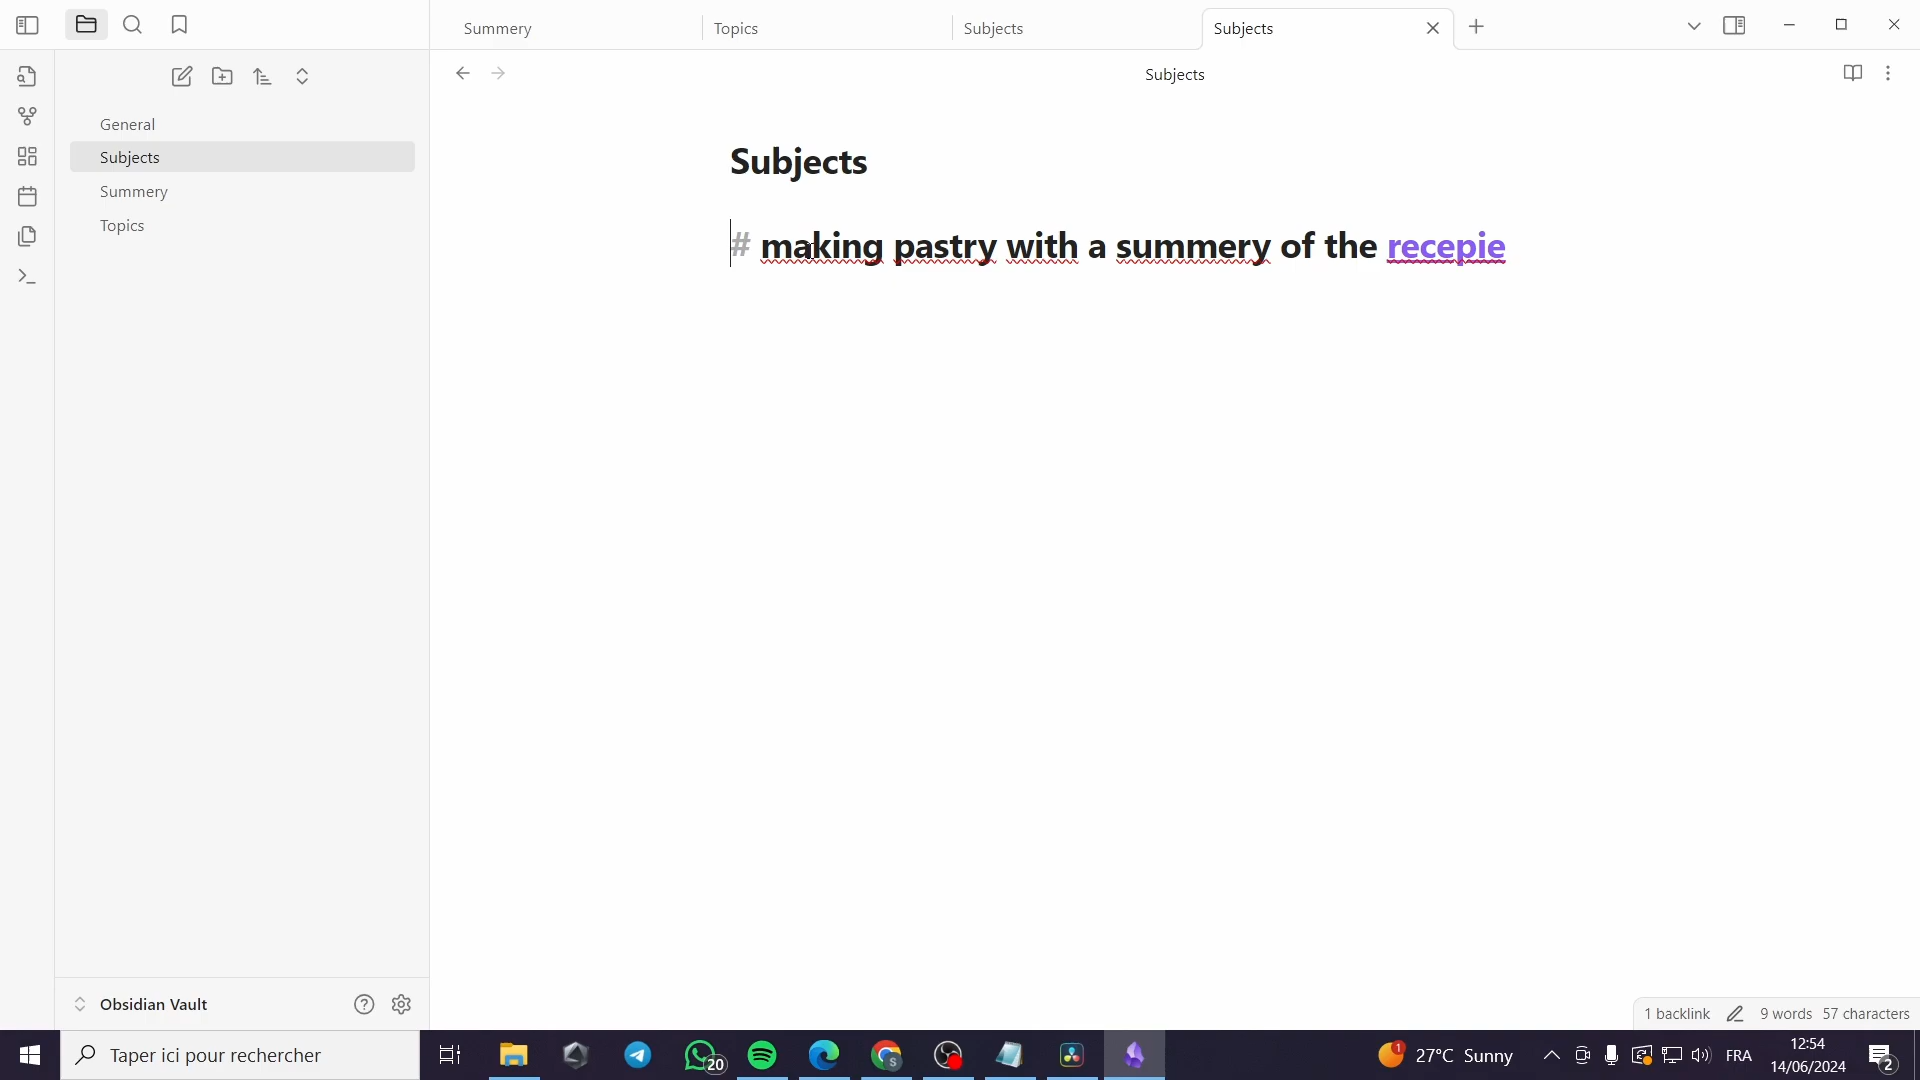 Summery
Topics
Subjects
Subjects
Subjects
General
Subjects
Summery
Topics
Subjects
# making pastry with a summery of the recepie
Obsidian Vault
1 backlink
9 words
57 characters
Taper ici pour rechercher
20
S
1
27°C Sunny
FRA
12:54
14/06/2024
2